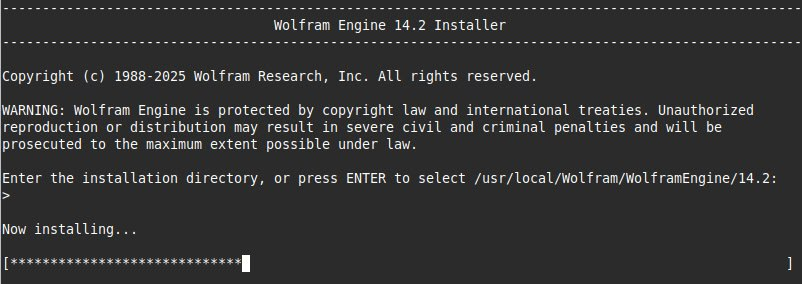 --------------------------------------------------------------------------------------------------
Wolfram Engine 14.2 Installer
--------------------------------------------------------------------------------------------------
Copyright (c) 1988-2025 Wolfram Research, Inc. All rights reserved.
WARNING: Wolfram Engine is protected by copyright law and international treaties. Unauthorized
reproduction or distribution may result in severe civil and criminal penalties and will be
prosecuted to the maximum extent possible under law.
Enter the installation directory, or press ENTER to select /usr/local/Wolfram/WolframEngine/14.2:
>
Now installing...
[***************************** ]